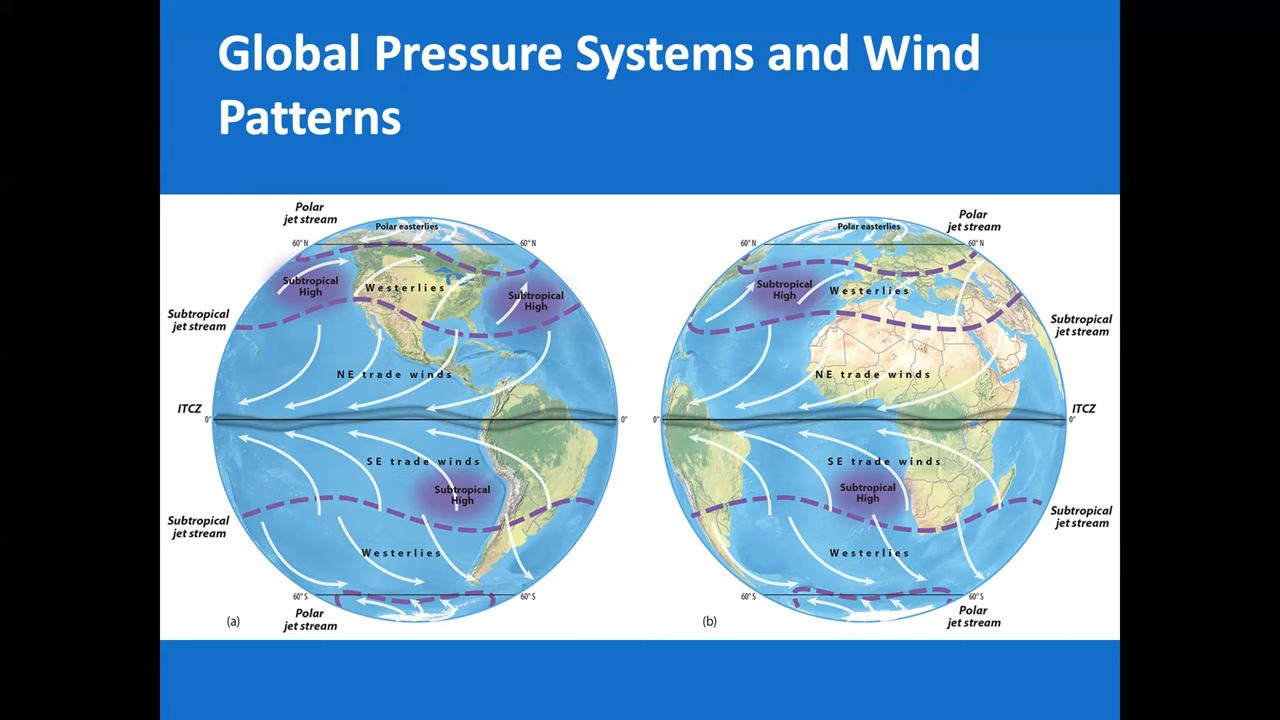 Global Pressure Systems and Wind
Patterns
Polar
jet stream
Polar easterlies
60° N
60° N
Subtropical
High
Westerlies
Subtropical
High
Subtropical
jet stream
NE trade winds
ITCZ
0°
0°
SE trade winds
Subtropical
High
Subtropical
jet stream
Westerlies
60° S
60° S
Polar
jet stream
(a)
Polar
jet stream
Polar easterlies
60° N
60° N
Subtropical
High
Westerlies
Subtropical
jet stream
NE trade winds
ITCZ
0°
0°
SE trade winds
Subtropical
High
Subtropical
jet stream
Westerlies
60° S
60° S
Polar
jet stream
(b)